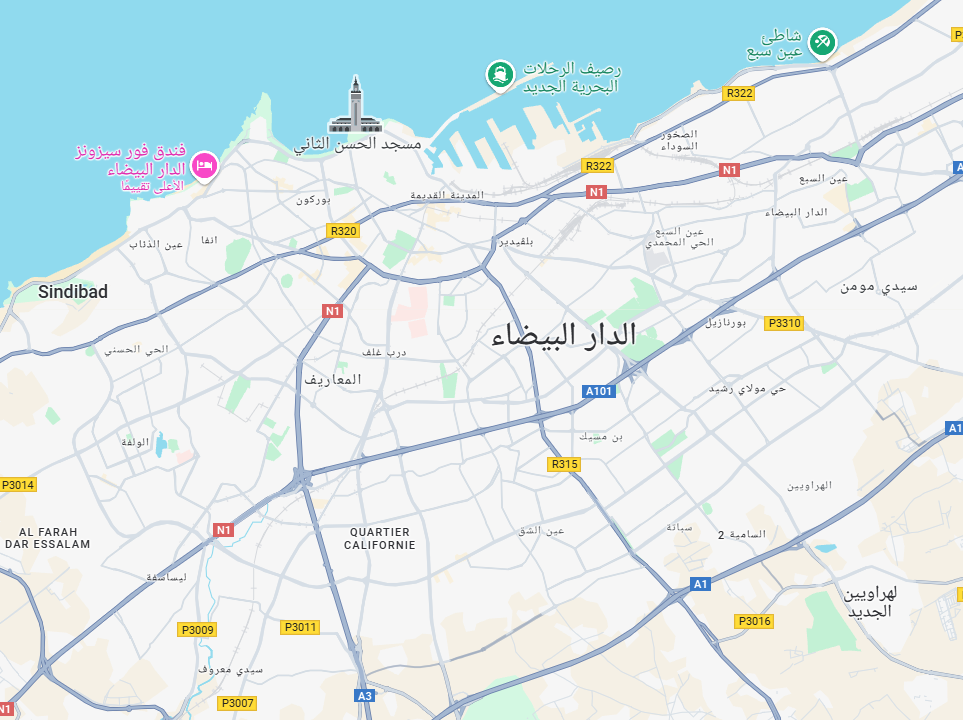 P3
شاطئ
عين سبع
رصيف الرحلات
البحرية الجديد
R322
الصخور
السوداء
مسجد الحسن الثاني
فندق فور سيزونز
الدار البيضاء
الأعلى تقييمًا
R322
N1
A
عين السبع
N1
المدينة القديمة
بوركون
الدار البيضاء
R320
عين السبع
الحي المحمدي
بلڤيدير
انفا
عين الذئاب
Sindibad
سيدي مومن
N1
P3310
بورنازيل
الدار البيضاء
الحي الحسني
درب غلف
المعاريف
A101
حي مولاي رشيد
A1
بن مسيك
الولفة
R315
P3014
الهراويين
N1
سباتة
السامية 2
عين الشق
AL FARAH
DAR ESSALAM
QUARTIER
CALIFORNIE
ليساسفة
A1
لهراويين
الجديد
P3016
P3009
P3011
سيدي معروف
A3
P3007
N1